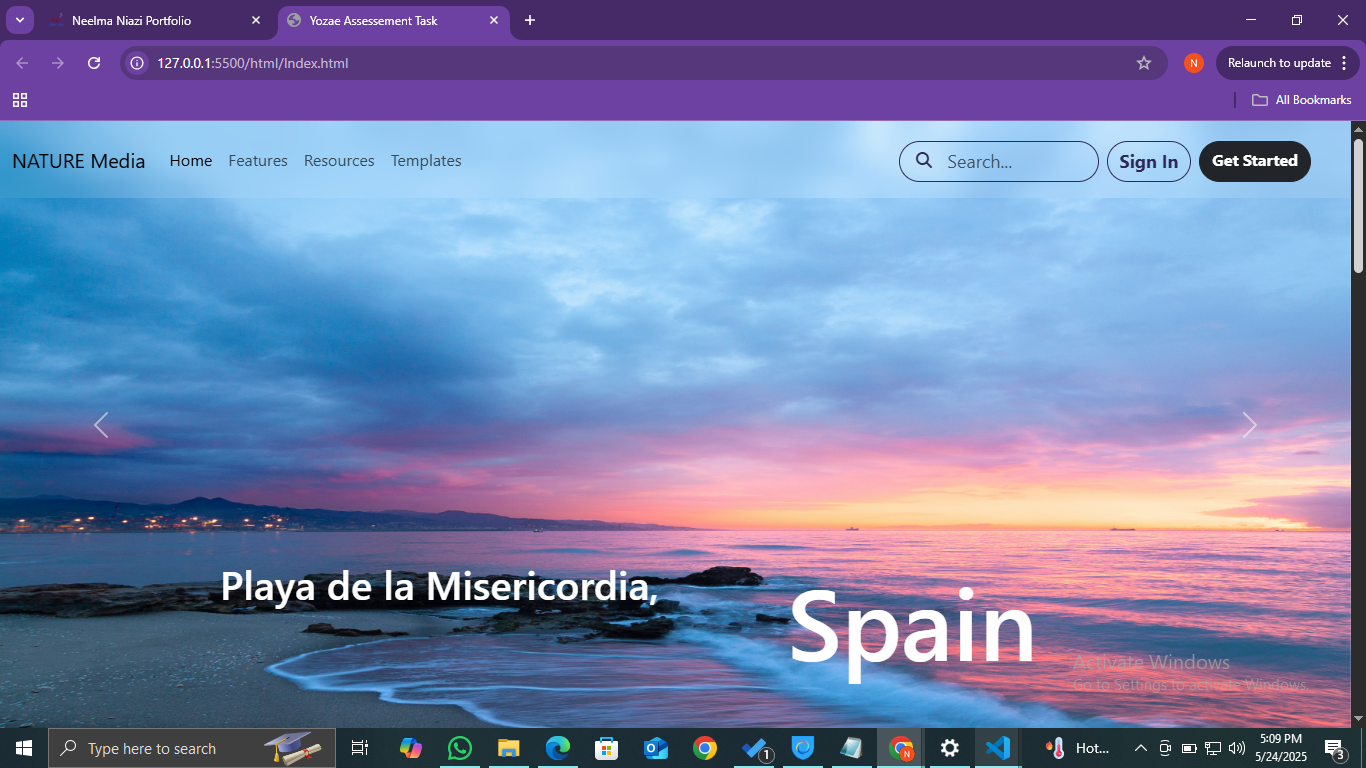 Neelma Niazi Portfolio
Yozae Assessement Task
127.0.0.1:5500/html/Index.html
N
Relaunch to update
All Bookmarks
NATURE Media
Home
Features
Resources
Templates
Search...
Sign In
Get Started
Playa de la Misericordia,
Spain
Activate Windows
Go to Settings to activate Windows.
Type here to search
1
N
Hot...
5:09 PM
5/24/2025
3